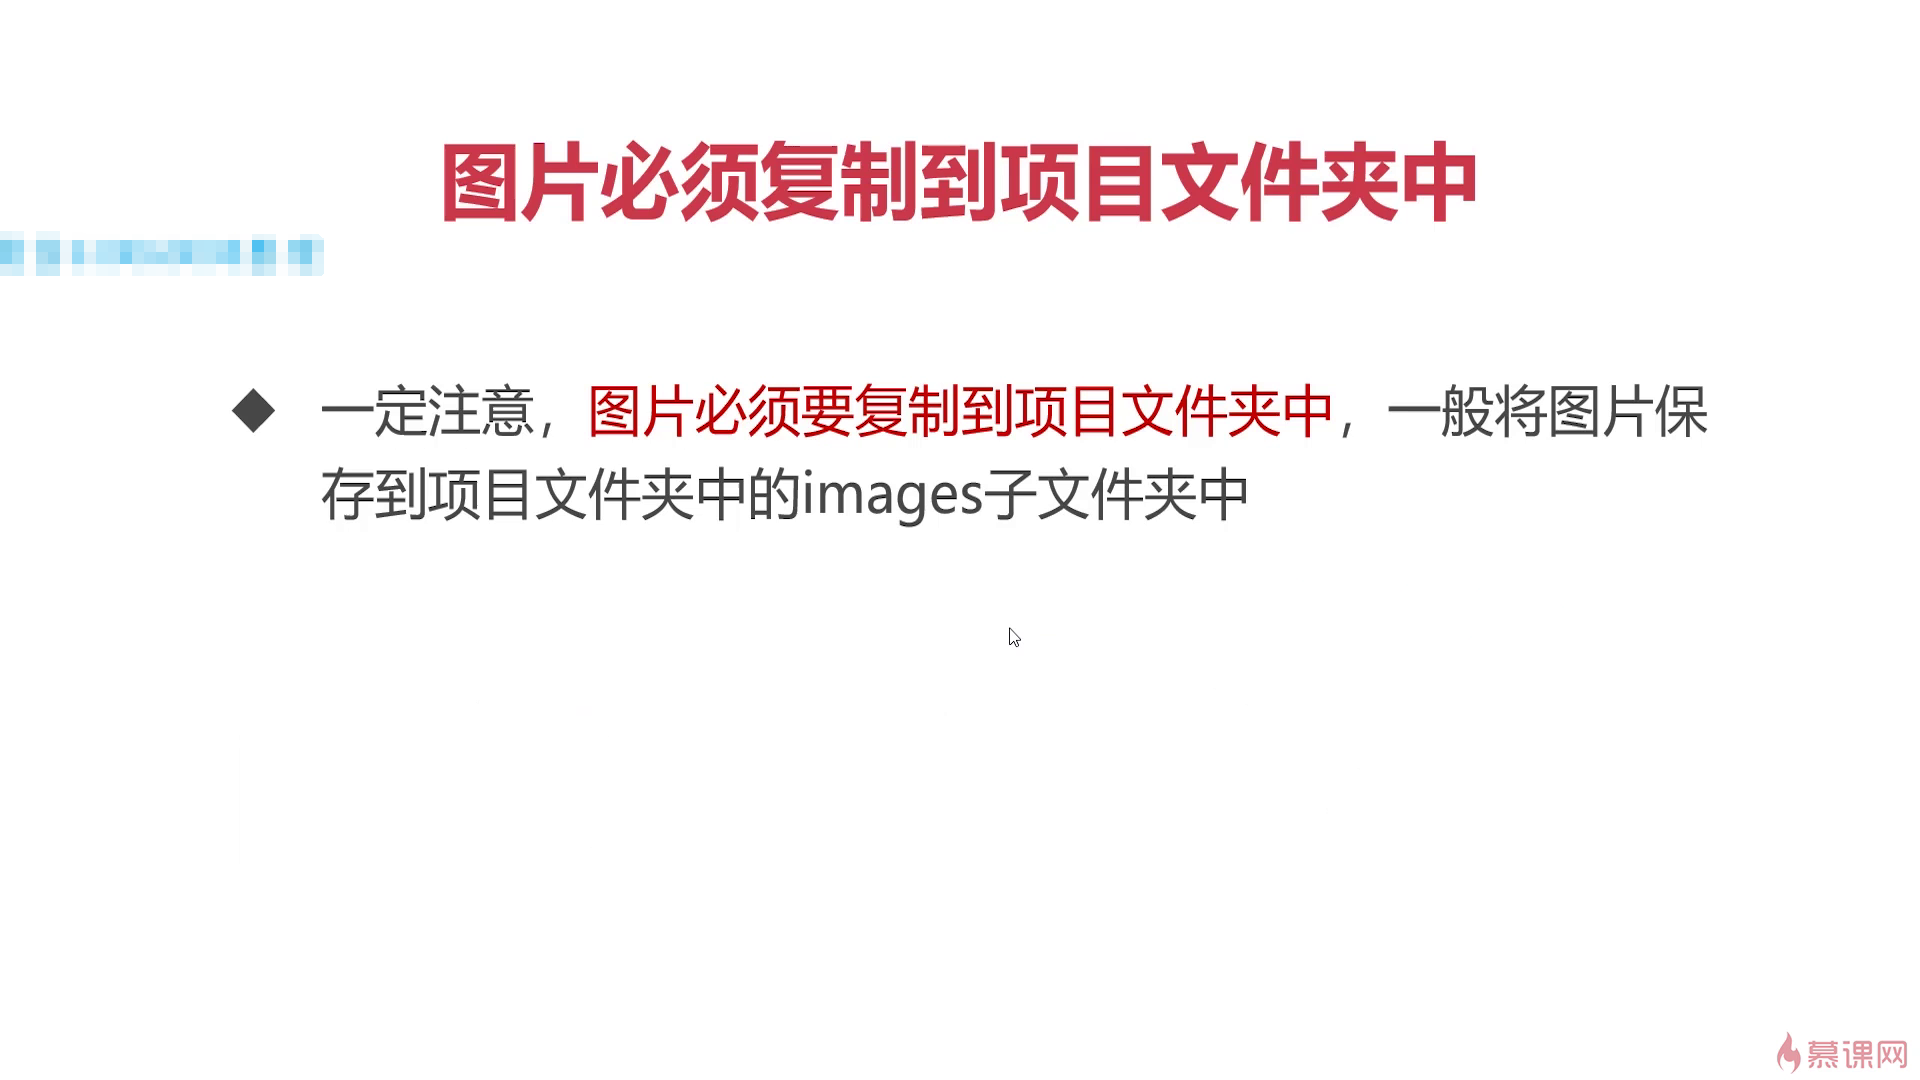 图片必须复制到项目文件夹中
◆ 一定注意，图片必须要复制到项目文件夹中，一般将图片保
存到项目文件夹中的images子文件夹中
慕课网